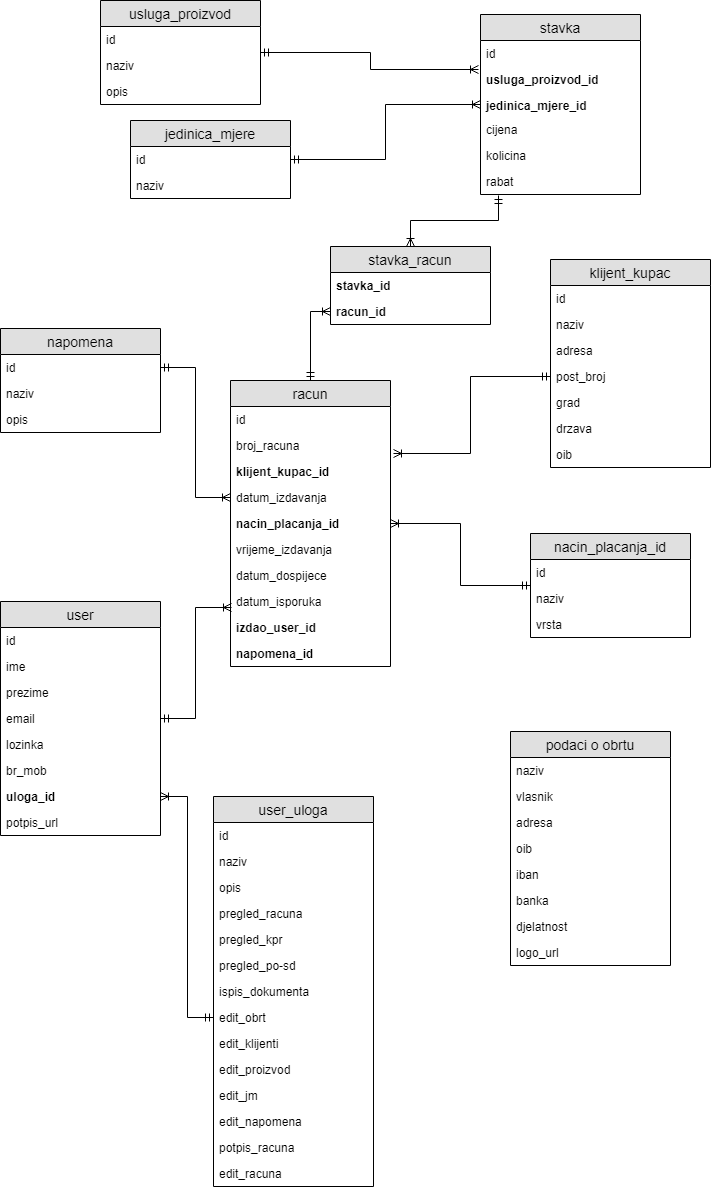 usluga_proizvod
id
naziv
opis
stavka
id
usluga_proizvod_id
jedinica_mjere_id
cijena
kolicina
rabat
jedinica_mjere
id
naziv
stavka_racun
stavka_id
racun_id
klijent_kupac
id
naziv
adresa
post_broj
grad
drzava
oib
napomena
id
naziv
opis
racun
id
broj_racuna
klijent_kupac_id
datum_izdavanja
nacin_placanja_id
vrijeme_izdavanja
datum_dospijece
datum_isporuka
izdao_user_id
napomena_id
nacin_placanja_id
id
naziv
vrsta
user
id
ime
prezime
email
lozinka
br_mob
uloga_id
potpis_url
podaci o obrtu
naziv
vlasnik
adresa
oib
iban
banka
djelatnost
logo_url
user_uloga
id
naziv
opis
pregled_racuna
pregled_kpr
pregled_po-sd
ispis_dokumenta
edit_obrt
edit_klijenti
edit_proizvod
edit_jm
edit_napomena
potpis_racuna
edit_racuna